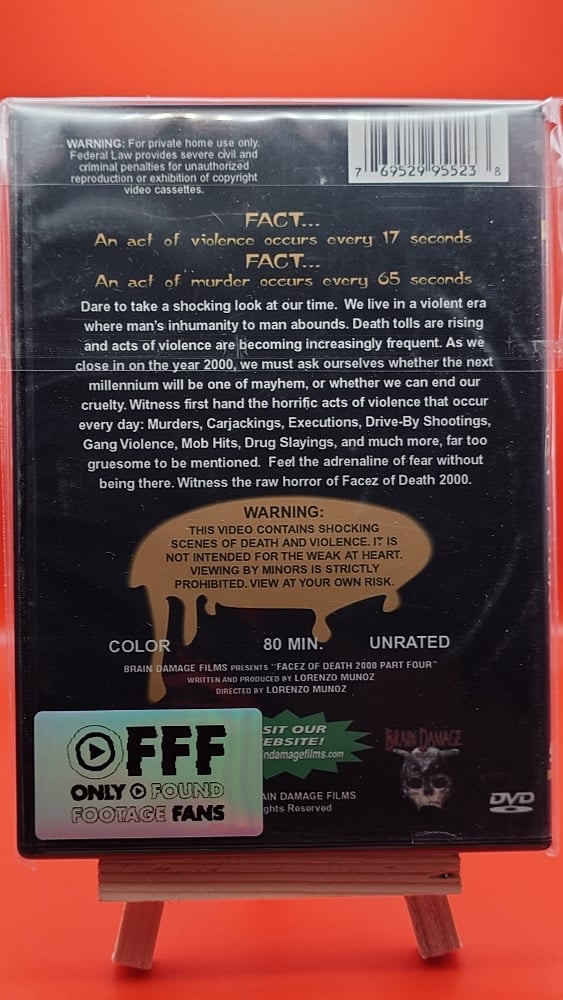 WARNING: For private home use only.
Federal Law provides severe civil and
criminal penalties for unauthorized
reproduction or exhibition of copyright
video cassettes.
7 69529 95523 8
FACT...
An act of violence occurs every 17 seconds
FACT...
An act of murder occurs every 65 seconds
Dare to take a shocking look at our time. We live in a violent era
where man's inhumanity to man abounds. Death tolls are rising
and acts of violence are becoming increasingly frequent. As we
close in on the year 2000, we must ask ourselves whether the next
millennium will be one of mayhem, or whether we can end our
cruelty. Witness first hand the horrific acts of violence that occur
every day: Murders, Carjackings, Executions, Drive-By Shootings,
Gang Violence, Mob Hits, Drug Slayings, and much more, far too
gruesome to be mentioned. Feel the adrenaline of fear without
being there. Witness the raw horror of Facez of Death 2000.
WARNING:
THIS VIDEO CONTAINS SHOCKING
SCENES OF DEATH AND VIOLENCE. IT IS
NOT INTENDED FOR THE WEAK AT HEART.
VIEWING BY MINORS IS STRICTLY
PROHIBITED. VIEW AT YOUR OWN RISK.
COLOR 80 MIN. UNRATED
BRAIN DAMAGE FILMS PRESENTS "FACEZ OF DEATH 2000 PART FOUR"
WRITTEN AND PRODUCED BY LORENZO MUNOZ
DIRECTED BY LORENZO MUNOZ
SIT OUR
EBSITE!
ndamagefilms.com
BRAIN DAMAGE
OFFF
ONLY FOUND
FOOTAGE FANS
AIN DAMAGE FILMS
ghts Reserved
DVD